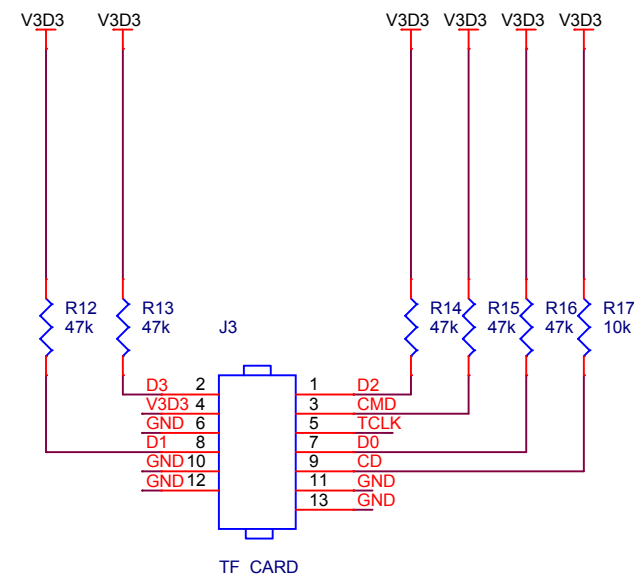 V3D3 V3D3 V3D3 V3D3 V3D3 V3D3
R12 R13 R14 R15 R16 R17
47k 47k 47k 47k 47k 10k
J3
D3 2 1 D2
V3D3 4 3 CMD
GND 6 5 TCLK
D1 8 7 D0
GND 10 9 CD
GND 12 11 GND
13 GND
TF CARD